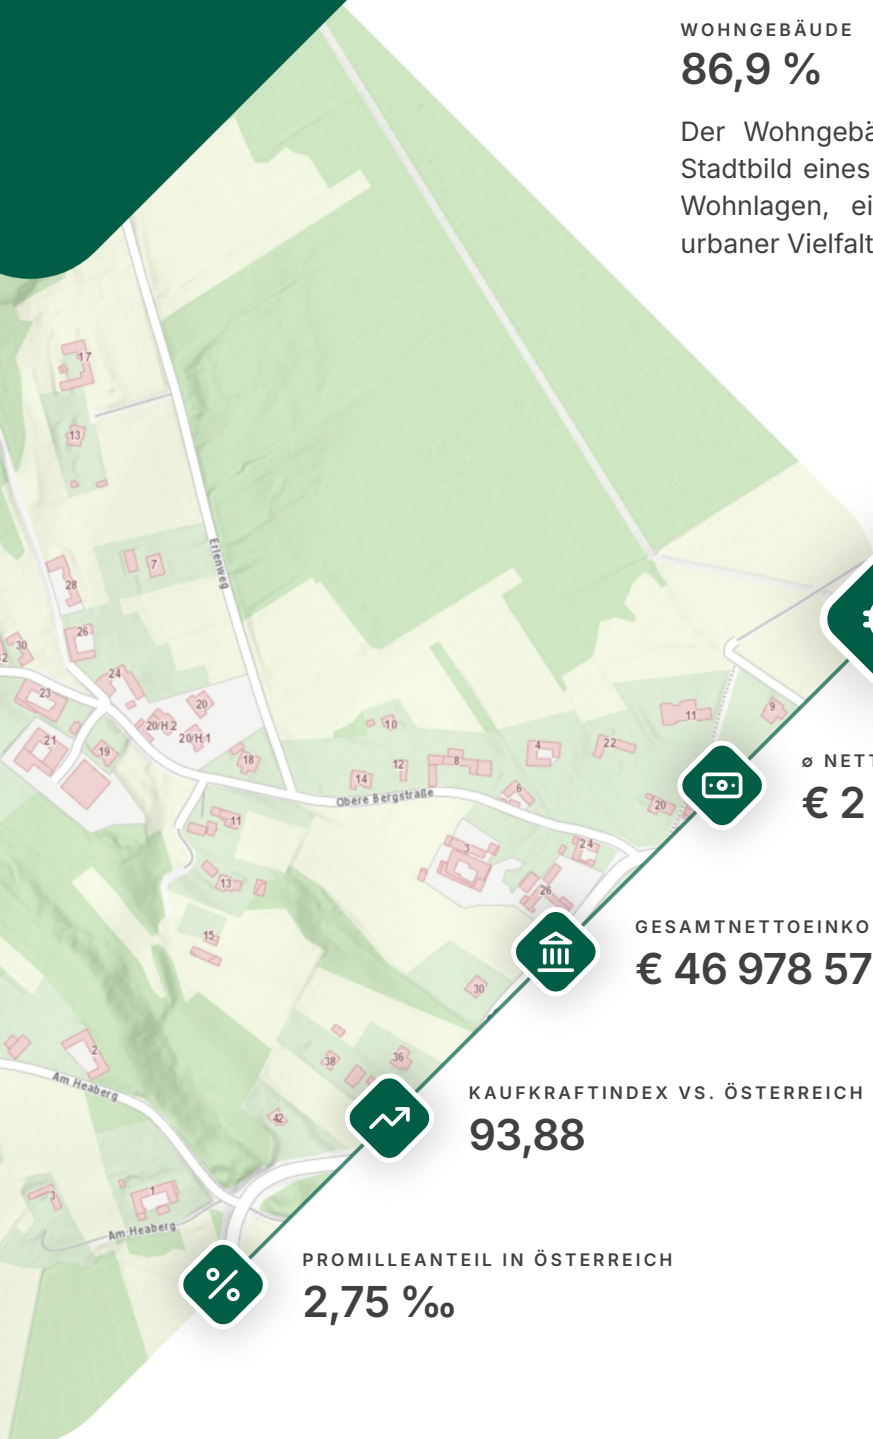 WOHNGEBÄUDE
86,9 %
Der Wohngebä
Stadtbild eines
Wohnlagen, ei
urbaner Vielfalt
17
13
Erlenweg
7
28
26
30
2
24
23
20
20/H.2
20/H.1
21
19
18
10
11
9
22
4
8
12
14
6
20
Obere Bergstraße
ø NETT
€ 2
11
3
24
13
26
15
GESAMTNETTOEINKO
€ 46 978 57
30
2
38
36
Am Heaberg
42
KAUFKRAFTINDEX VS. ÖSTERREICH
93,88
3
1
Am Heaberg
PROMILLEANTEIL IN ÖSTERREICH
2,75 ‰